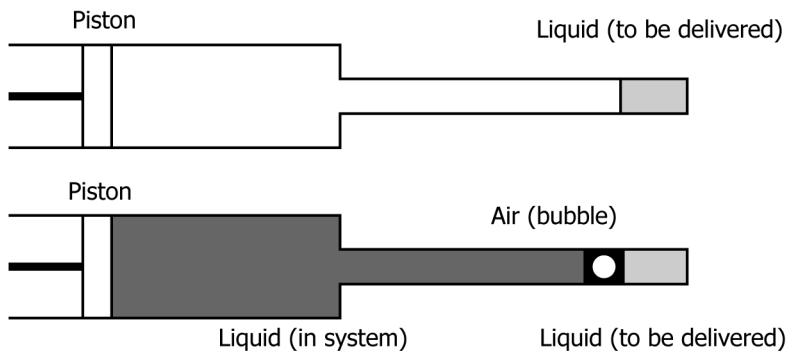 Piston
Liquid (to be delivered)
Piston
Air (bubble)
Liquid (in system)
Liquid (to be delivered)